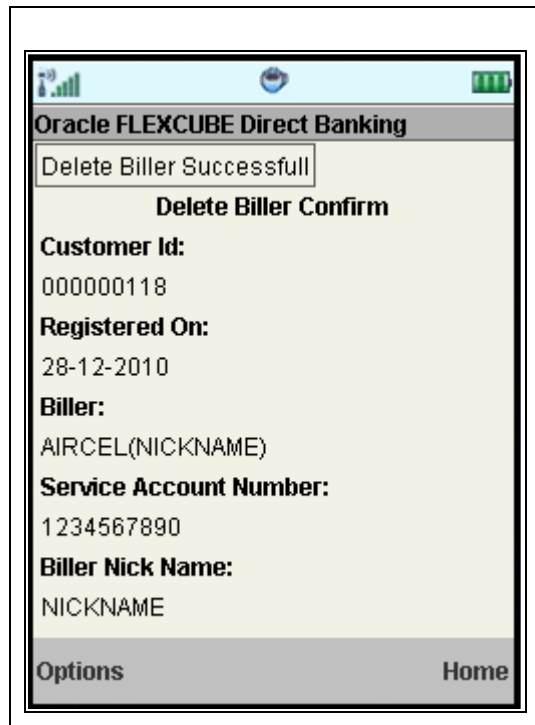 Oracle FLEXCUBE Direct Banking
Delete Biller Successfull
Delete Biller Confirm
Customer Id:
000000118
Registered On:
28-12-2010
Biller:
AIRCEL(NICKNAME)
Service Account Number:
1234567890
Biller Nick Name:
NICKNAME
Options Home